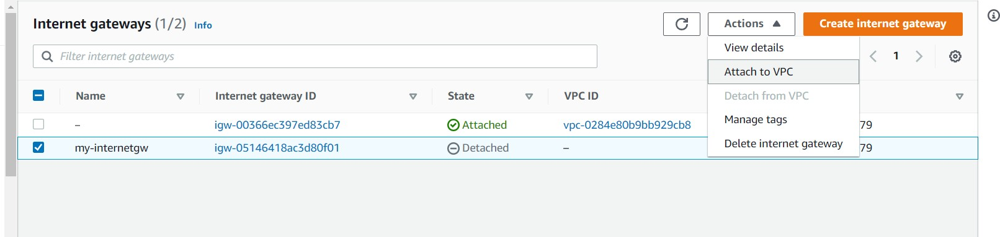 Internet gateways (1/2) Info
Actions
Create internet gateway
Filter internet gateways
View details
Attach to VPC
Detach from VPC
Manage tags
Delete internet gateway
1
Name Internet gateway ID State VPC ID
– igw-00366ec397ed83cb7 Attached vpc-0284e80b9bb929cb8 79
my-internetgw igw-05146418ac3d80f01 Detached – 79